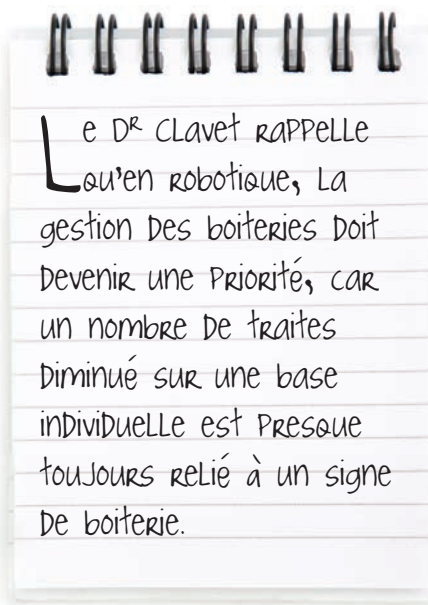 Le Dr Clavet rappelle
qu'en robotique, la
gestion des boiteries doit
devenir une priorité, car
un nombre de traites
diminué sur une base
individuelle est presque
toujours relié à un signe
de boiterie.